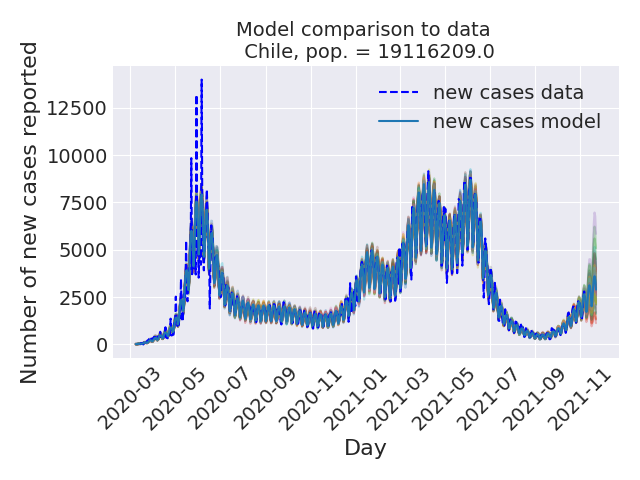 Model comparison to data
Chile, pop. = 19116209.0
Number of new cases reported
12500
10000
7500
5000
2500
0
new cases data
new cases model
2020-03
2020-05
2020-07
2020-09
2020-11
2021-01
2021-03
2021-05
2021-07
2021-09
2021-11
Day